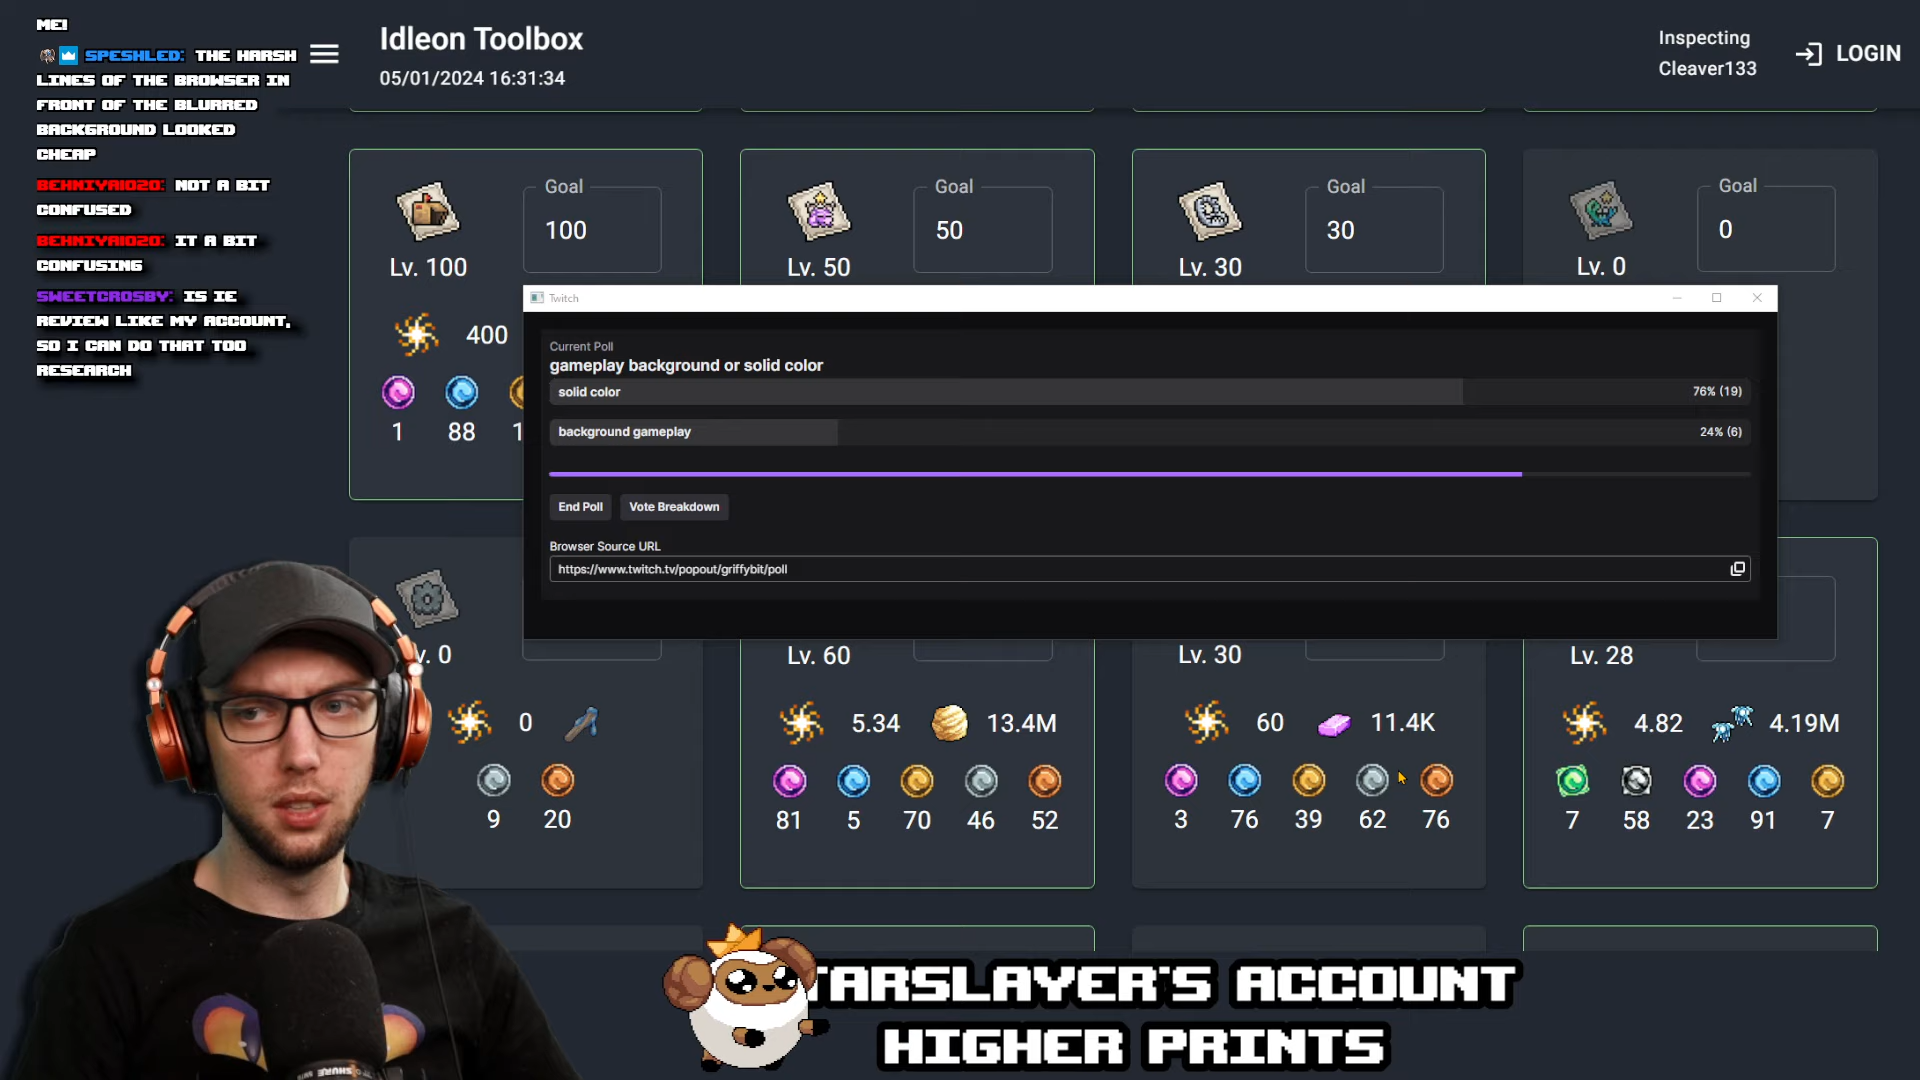 ME!
SPESHLED: THE HARSH
LINES OF THE BROWSER IN
FRONT OF THE BLURRED
BACKGROUND LOOKED
CHEAP
NOT A BIT
CONFUSED
IT A BIT
CONFUSING
SWEETCROSBY: IS IE
REVIEW LIKE MY ACCOUNT,
SO I CAN DO THAT TOO
RESEARCH
Idleon Toolbox
05/01/2024 16:31:34
Inspecting
Cleaver133
LOGIN
Goal
100
Lv. 100
400
1 88
Goal
50
Lv. 50
Goal
30
Lv. 30
Goal
0
Lv. 0
Twitch
Current Poll
gameplay background or solid color
solid color 76% (19)
background gameplay 24% (6)
End Poll Vote Breakdown
Browser Source URL
https://www.twitch.tv/popout/griffybit/poll
v. 0
0
9 20
Lv. 60
5.34 13.4M
81 5 70 46 52
Lv. 30
60 11.4K
3 76 39 62 76
Lv. 28
4.82 4.19M
7 58 23 91 7
TARSLAYER'S ACCOUNT
HIGHER PRINTS
SHURE